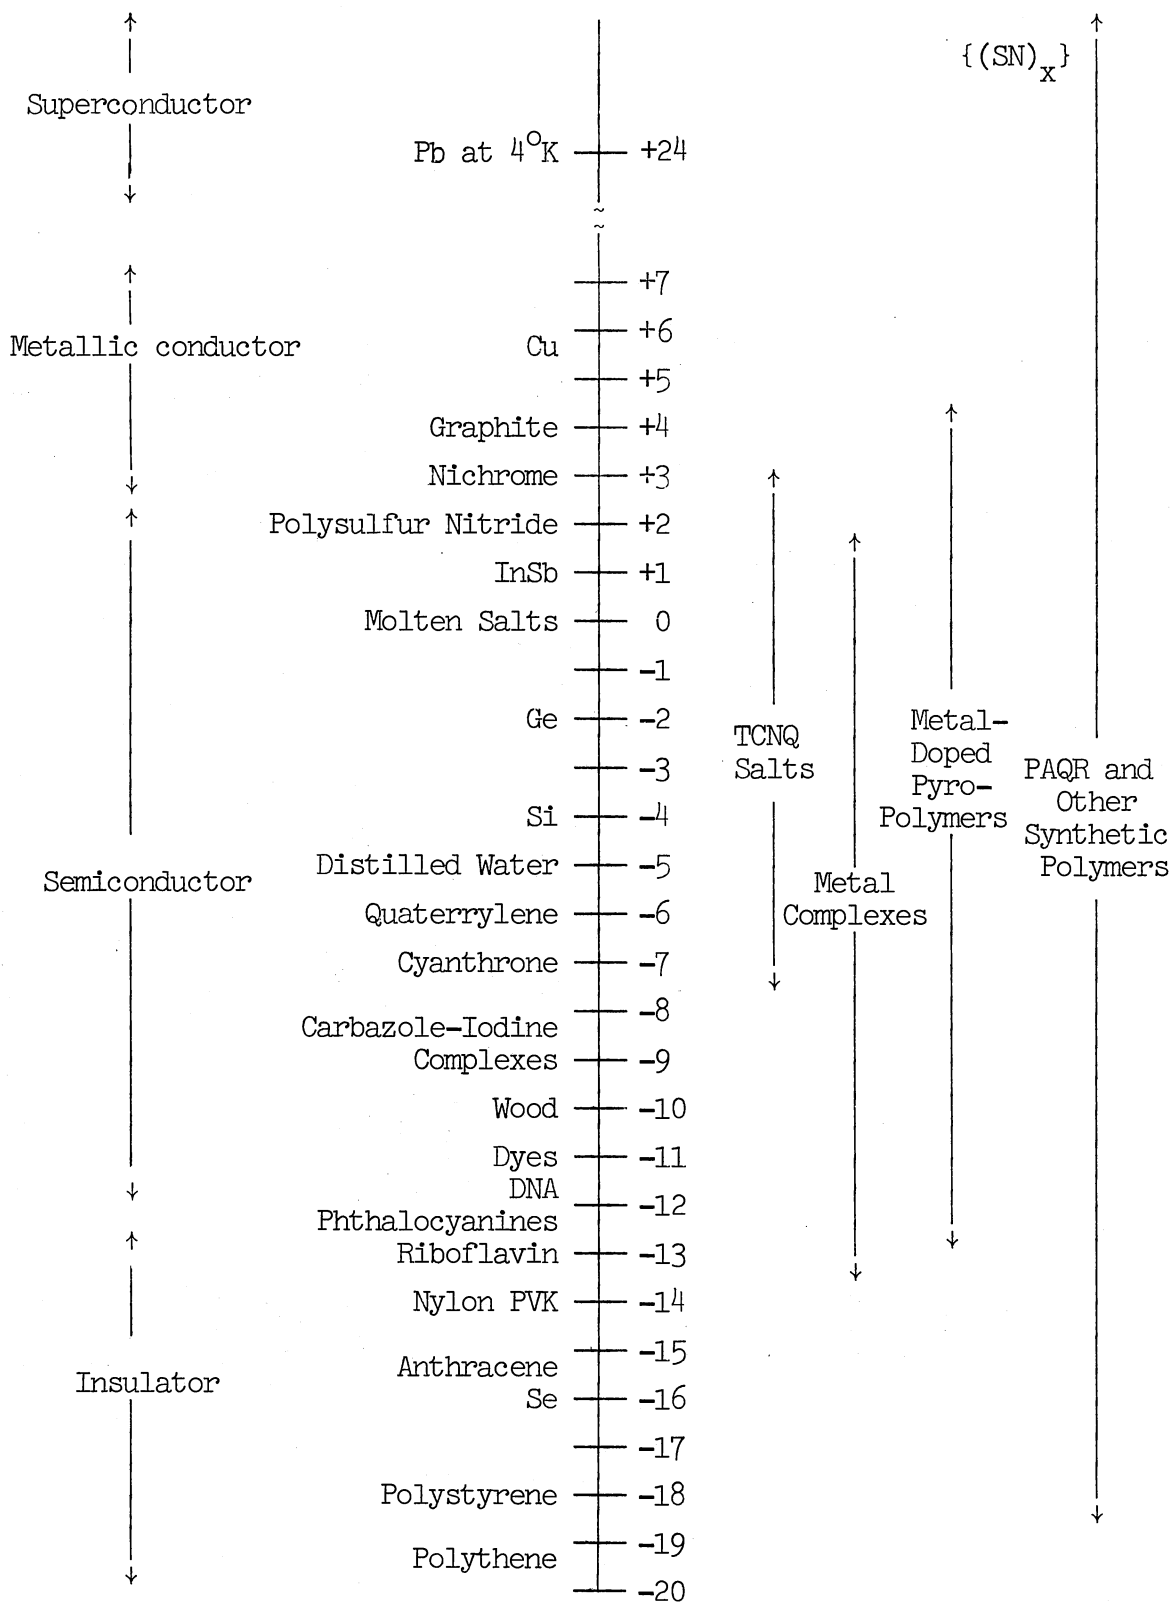 {(SN)x}
Superconductor
Pb at 4°K +24
~
~
+7
+6
Metallic conductor
Cu
+5
Graphite +4
Nichrome +3
Polysulfur Nitride +2
InSb +1
Molten Salts 0
-1
Ge -2
-3
Si -4
Distilled Water -5
Semiconductor
Quaterrylene -6
Cyanthrone -7
-8
Carbazole-Iodine
Complexes -9
Wood -10
Dyes -11
DNA
-12
Phthalocyanines
Riboflavin -13
Nylon PVK -14
-15
Anthracene
Insulator
Se -16
-17
Polystyrene -18
-19
Polythene
-20
TCNQ
Salts
Metal
Complexes
Metal-
Doped
Pyro-
Polymers
PAQR and
Other
Synthetic
Polymers